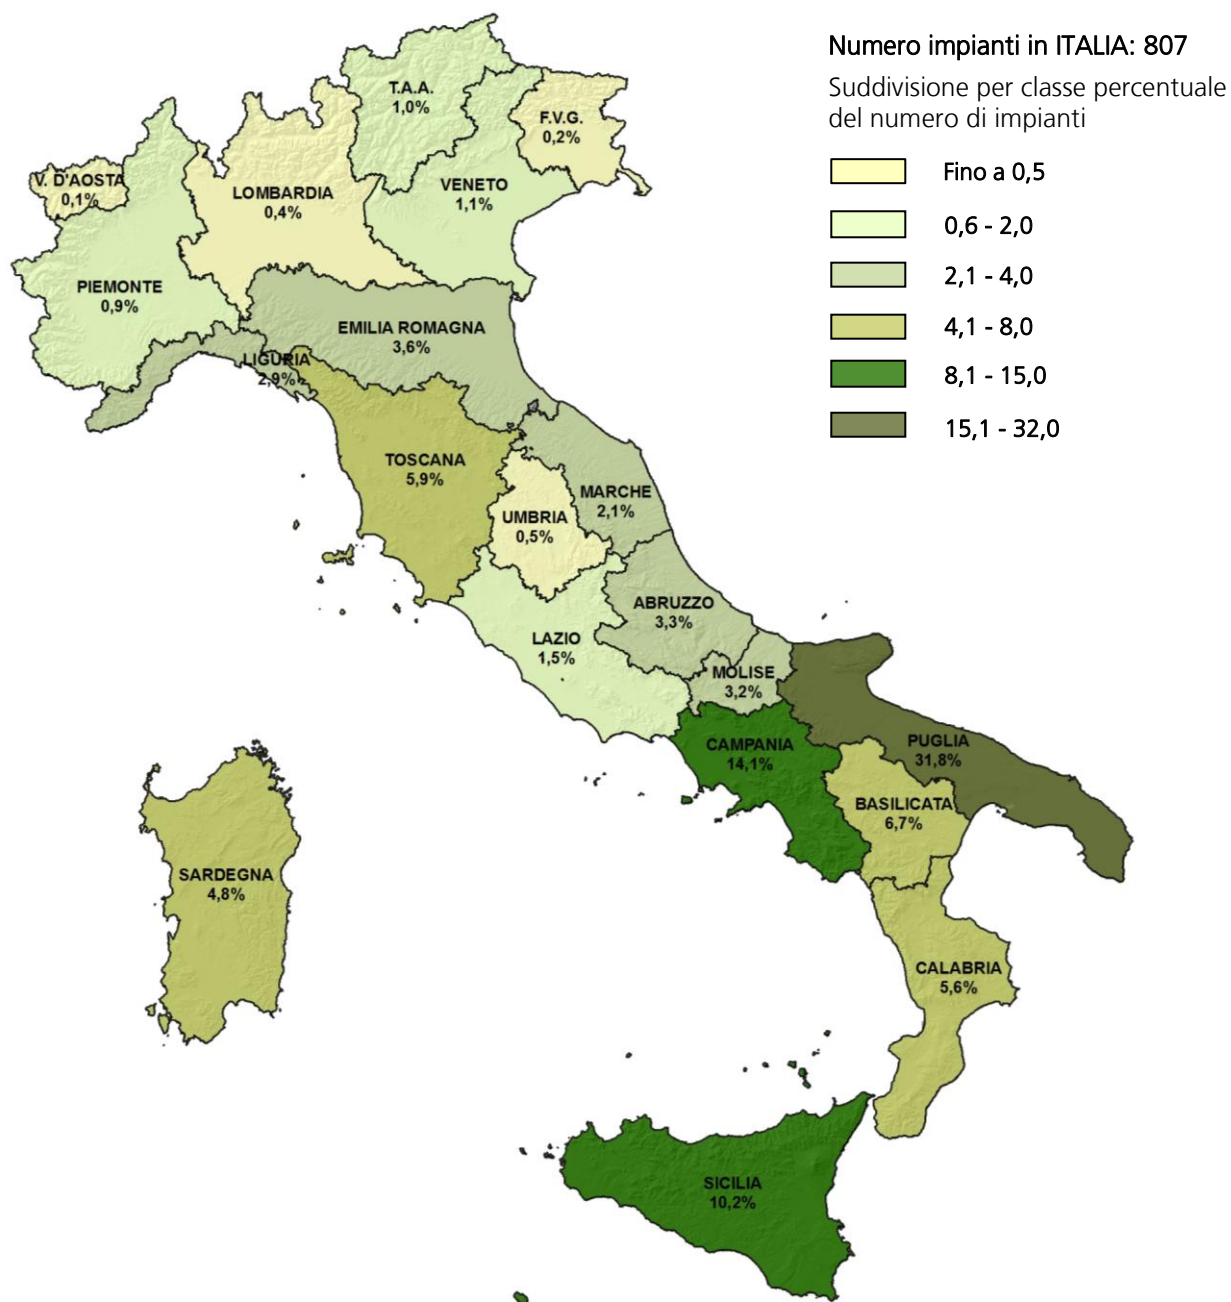 Numero impianti in ITALIA: 807
Suddivisione per classe percentuale
del numero di impianti
Fino a 0,5
0,6 - 2,0
2,1 - 4,0
4,1 - 8,0
8,1 - 15,0
15,1 - 32,0
T.A.A.
1,0%
F.V.G.
0,2%
V. D'AOSTA
0,1%
LOMBARDIA
0,4%
VENETO
1,1%
PIEMONTE
0,9%
EMILIA ROMAGNA
3,6%
LIGURIA
2,9%
TOSCANA
5,9%
MARCHE
2,1%
UMBRIA
0,5%
ABRUZZO
3,3%
LAZIO
1,5%
MOLISE
3,2%
CAMPANIA
14,1%
PUGLIA
31,8%
BASILICATA
6,7%
SARDEGNA
4,8%
CALABRIA
5,6%
SICILIA
10,2%